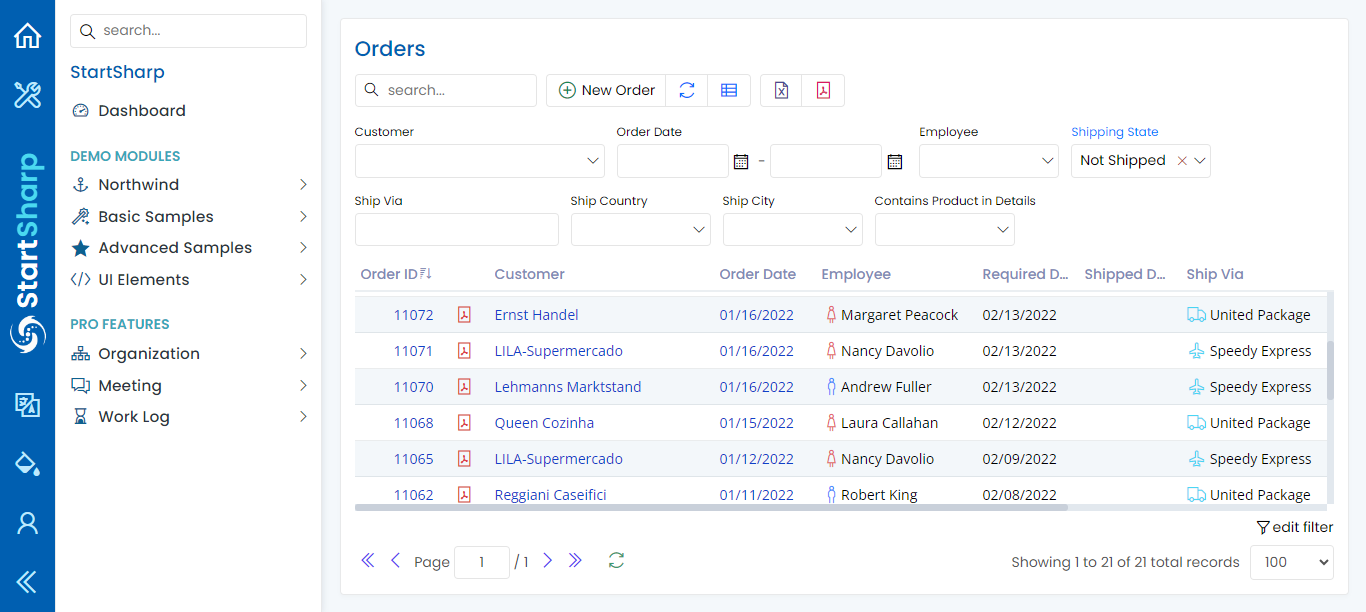 StartSharp
search...
StartSharp
Dashboard
DEMO MODULES
Northwind
Basic Samples
Advanced Samples
UI Elements
PRO FEATURES
Organization
Meeting
Work Log
Orders
search...
New Order
Customer Order Date Employee Shipping State
- Not Shipped
Ship Via Ship Country Ship City Contains Product in Details
Order ID Customer Order Date Employee Required D... Shipped D... Ship Via
11072 Ernst Handel 01/16/2022 Margaret Peacock 02/13/2022 United Package
11071 LILA-Supermercado 01/16/2022 Nancy Davolio 02/13/2022 Speedy Express
11070 Lehmanns Marktstand 01/16/2022 Andrew Fuller 02/13/2022 Speedy Express
11068 Queen Cozinha 01/15/2022 Laura Callahan 02/12/2022 United Package
11065 LILA-Supermercado 01/12/2022 Nancy Davolio 02/09/2022 Speedy Express
11062 Reggiani Caseifici 01/11/2022 Robert King 02/08/2022 United Package
edit filter
Page 1 / 1 Showing 1 to 21 of 21 total records 100